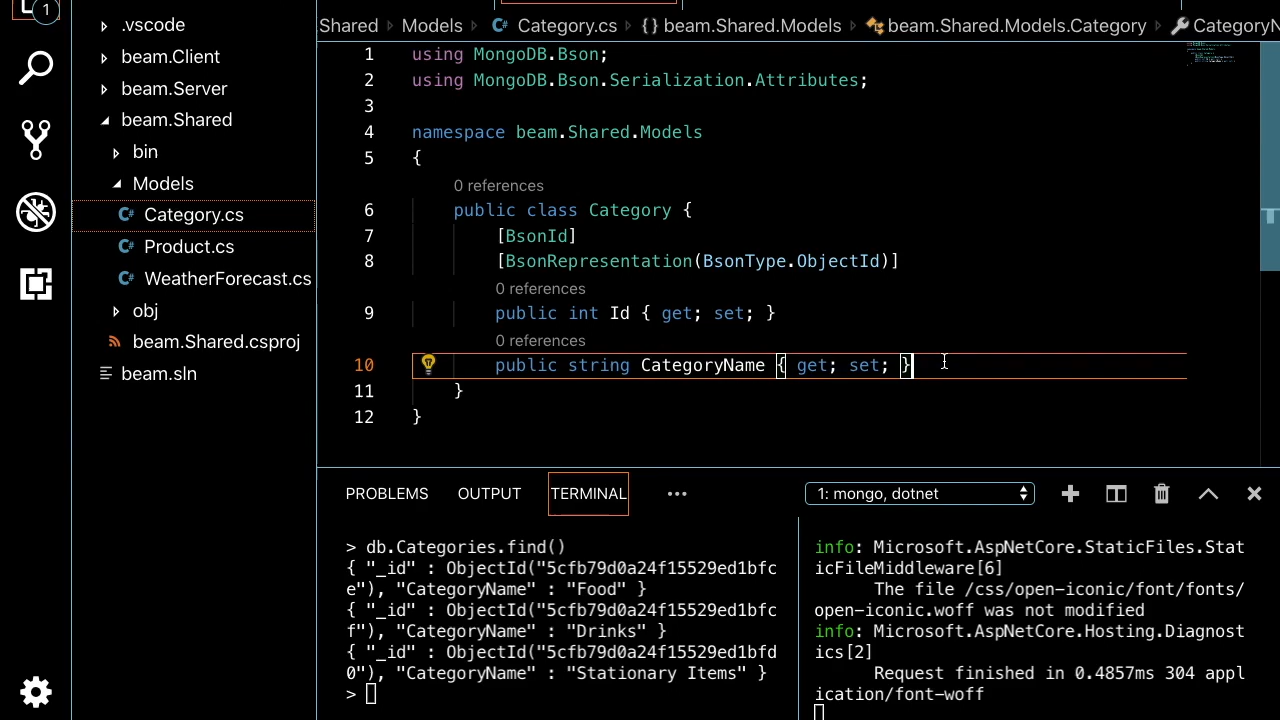 1
.vscode
beam.Client
beam.Server
beam.Shared
bin
Models
C# Category.cs
C# Product.cs
C# WeatherForecast.cs
obj
beam.Shared.csproj
beam.sln
Shared Models C# Category.cs {} beam.Shared.Models beam.Shared.Models.Category CategoryN
1 using MongoDB.Bson;
2 using MongoDB.Bson.Serialization.Attributes;
3
4 namespace beam.Shared.Models
5 {
0 references
6 public class Category {
7 [BsonId]
8 [BsonRepresentation(BsonType.ObjectId)]
0 references
9 public int Id { get; set; }
0 references
10 public string CategoryName { get; set; }
11 }
12 }
PROBLEMS OUTPUT TERMINAL ••• 1: mongo, dotnet
> db.Categories.find()
{ "_id" : ObjectId("5cfb79d0a24f15529ed1bfc
e"), "CategoryName" : "Food" }
{ "_id" : ObjectId("5cfb79d0a24f15529ed1bfc
f"), "CategoryName" : "Drinks" }
{ "_id" : ObjectId("5cfb79d0a24f15529ed1bfd
0"), "CategoryName" : "Stationary Items" }
>
info: Microsoft.AspNetCore.StaticFiles.Stat
icFileMiddleware[6]
The file /css/open-iconic/font/fonts/
open-iconic.woff was not modified
info: Microsoft.AspNetCore.Hosting.Diagnost
ics[2]
Request finished in 0.4857ms 304 appl
ication/font-woff